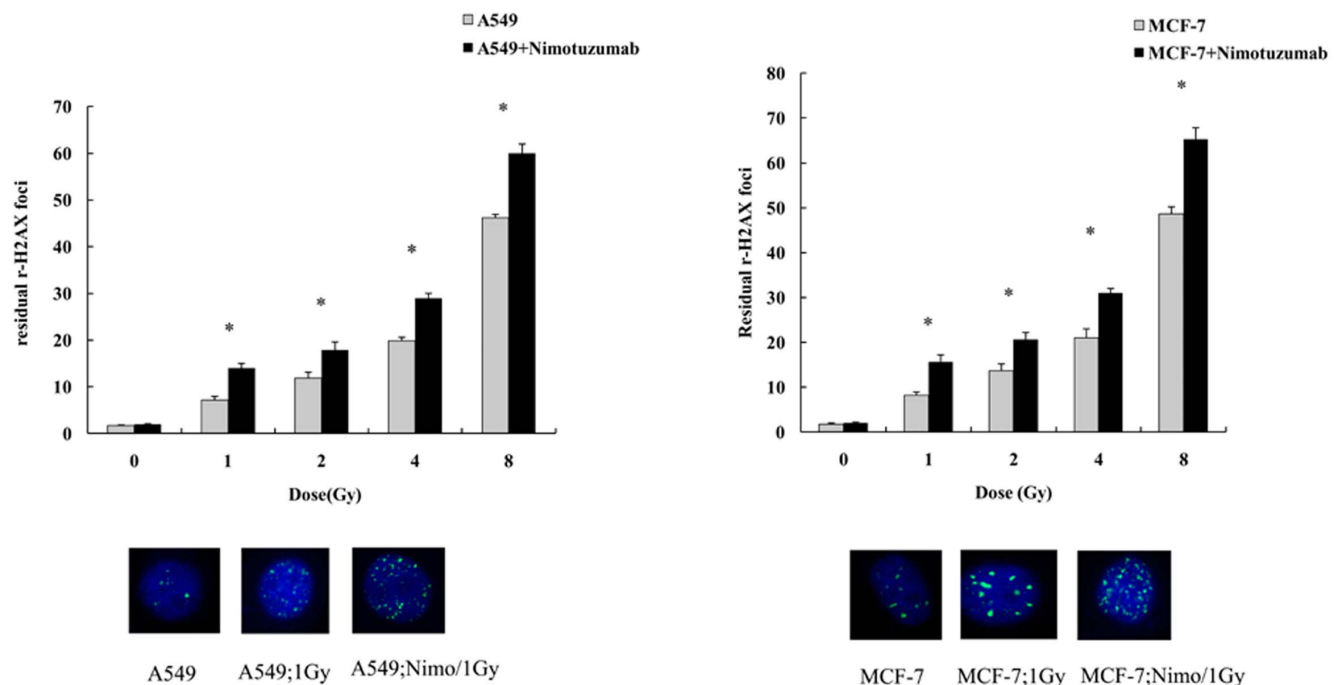 A549
A549+Nimotuzumab
residual r-H2AX foci
70
60
50
40
30
20
10
0
*
*
*
*
0 1 2 4 8
Dose(Gy)
A549 A549;1Gy A549;Nimo/1Gy
MCF-7
MCF-7+Nimotuzumab
Residual r-H2AX foci
80
70
60
50
40
30
20
10
0
*
*
*
*
0 1 2 4 8
Dose (Gy)
MCF-7 MCF-7;1Gy MCF-7;Nimo/1Gy